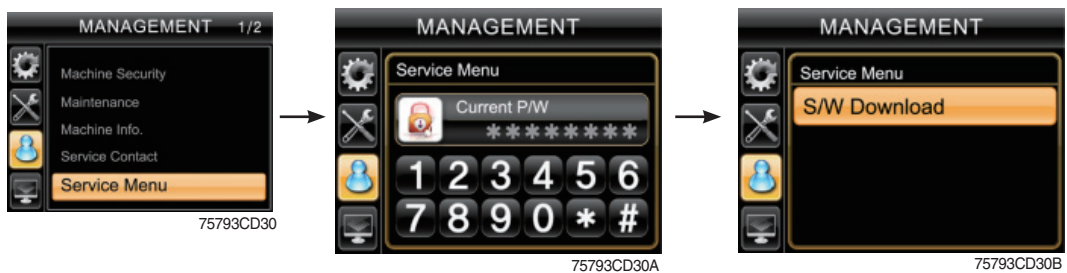 MANAGEMENT 1/2
Machine Security
Maintenance
Machine Info.
Service Contact
Service Menu
75793CD30
MANAGEMENT
Service Menu
Current P/W
********
1 2 3 4 5 6
7 8 9 0 * #
75793CD30A
MANAGEMENT
Service Menu
S/W Download
75793CD30B